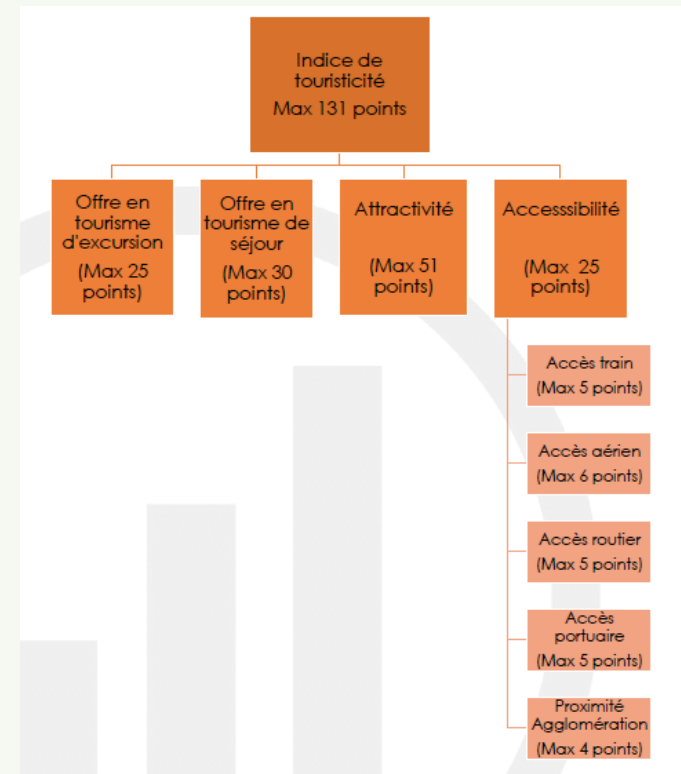 Indice de
touristicité
Max 131 points
Offre en
tourisme
d'excursion
(Max 25
points)
Offre en
tourisme de
séjour
(Max 30
points)
Attractivité
(Max 51
points)
Accesssibilité
(Max 25
points)
Accès train
(Max 5 points)
Accès aérien
(Max 6 points)
Accès routier
(Max 5 points)
Accès
portuaire
(Max 5 points)
Proximité
Agglomération
(Max 4 points)